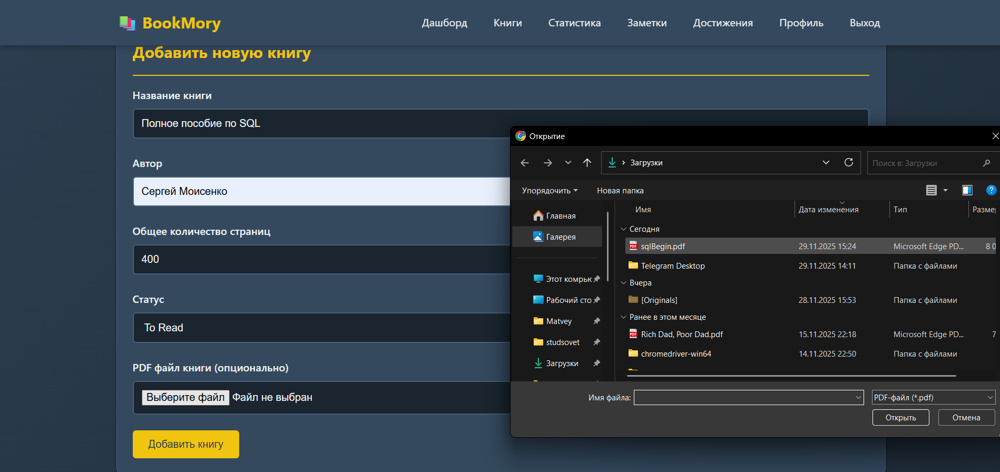 BookMory
Дашборд Книги Статистика Заметки Достижения Профиль Выход
Добавить новую книгу
Название книги
Полное пособие по SQL
Автор
Сергей Моисенко
Общее количество страниц
400
Статус
To Read
PDF файл книги (опционально)
Выберите файл Файл не выбран
Добавить книгу
Открытие
Загрузки
Поиск в: Загрузки
Упорядочить Новая папка
Главная
Галерея
Этот комрьк
Рабочий сто
Matvey
studsovet
Загрузки
Имя Дата изменения Тип Разме
Сегодня
sqlBegin.pdf 29.11.2025 15:24 Microsoft Edge PD... 8 0
Telegram Desktop 29.11.2025 14:11 Папка с файлами
Вчера
[Originals] 28.11.2025 15:53 Папка с файлами
Ранее в этом месяце
Rich Dad, Poor Dad.pdf 15.11.2025 22:18 Microsoft Edge PD... 7
chromedriver-win64 14.11.2025 22:50 Папка с файлами
Имя файла: PDF-файл (*.pdf)
Открыть Отмена